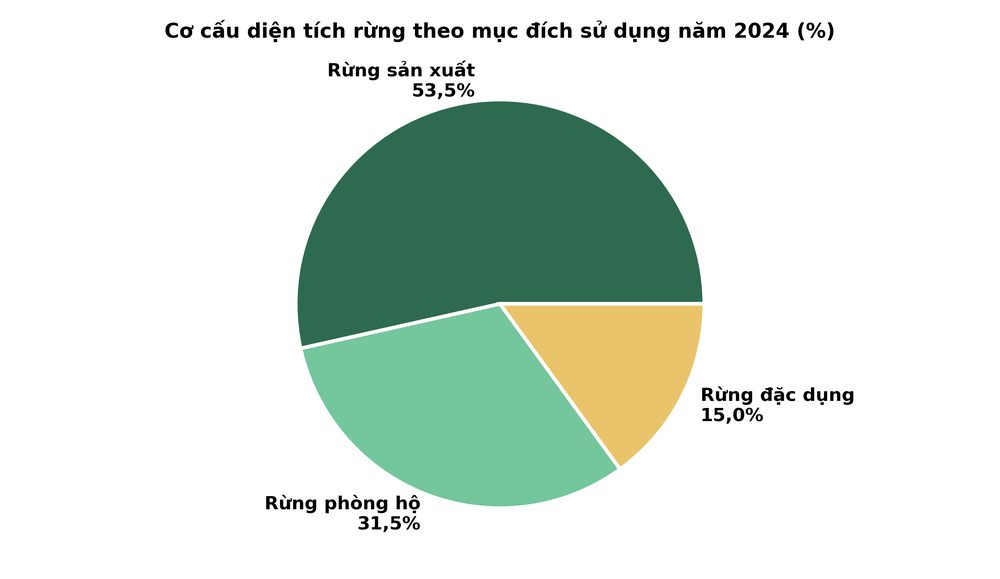 Cơ cấu diện tích rừng theo mục đích sử dụng năm 2024 (%)
Rừng sản xuất
53,5%
Rừng đặc dụng
15,0%
Rừng phòng hộ
31,5%